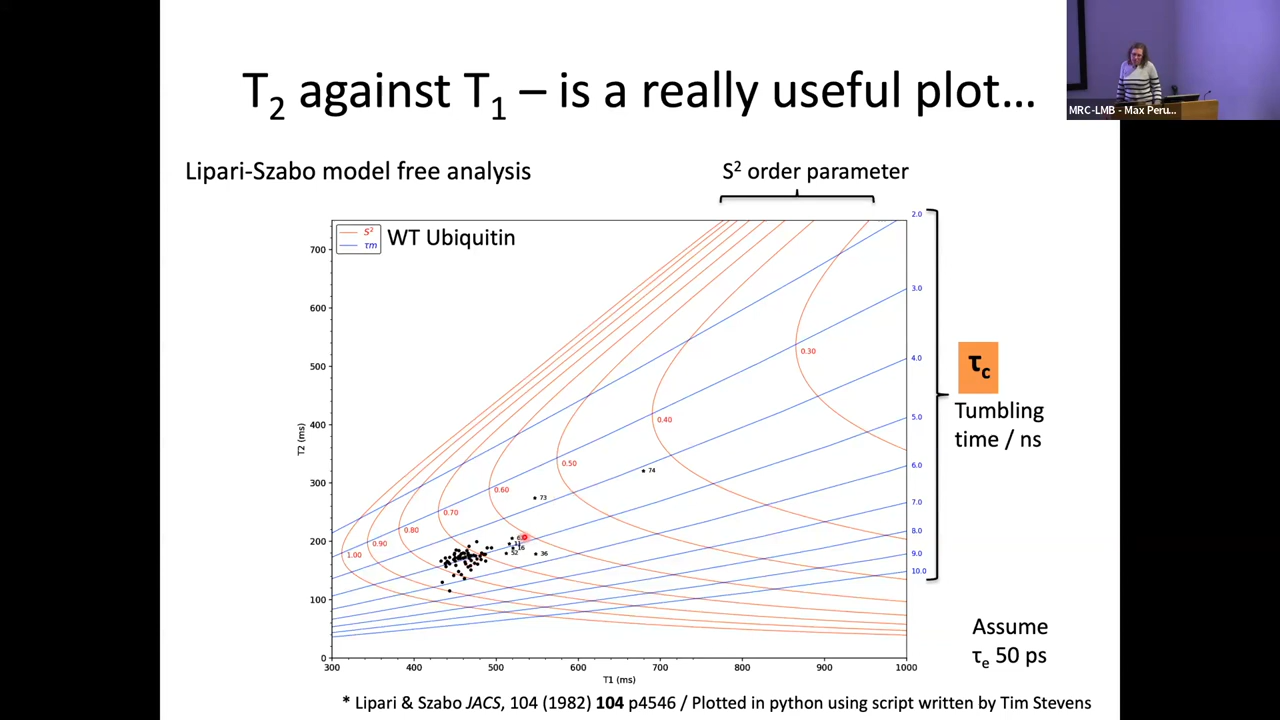 T2 against T1 – is a really useful plot...
MRC-LMB - Max Peru...
Lipari-Szabo model free analysis
S2 order parameter
S2
τm
WT Ubiquitin
2.0
700
3.0
600
0.30
500
4.0
τc
Tumbling
time / ns
T2 (ms)
400
0.40
5.0
0.50
74
6.0
300
0.60
73
7.0
0.70
200
0.80
8.0
0.90
11
16
1.00
52
36
9.0
10.0
100
0
300
400
500
600
700
800
900
1000
T1 (ms)
Assume
τe 50 ps
* Lipari & Szabo JACS, 104 (1982) 104 p4546 / Plotted in python using script written by Tim Stevens